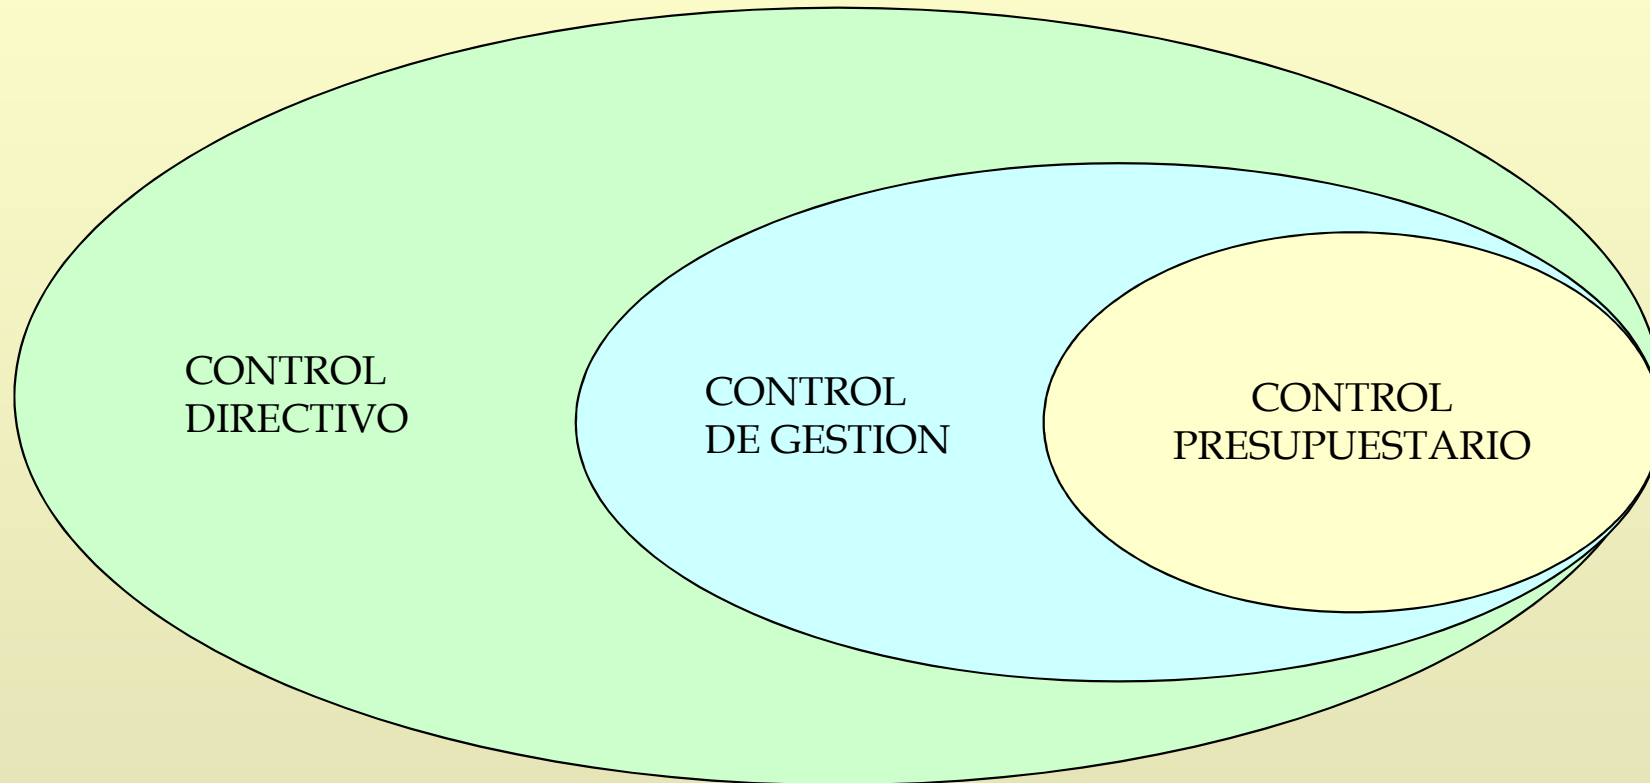 CONTROL
DIRECTIVO
CONTROL
DE GESTION
CONTROL
PRESUPUESTARIO